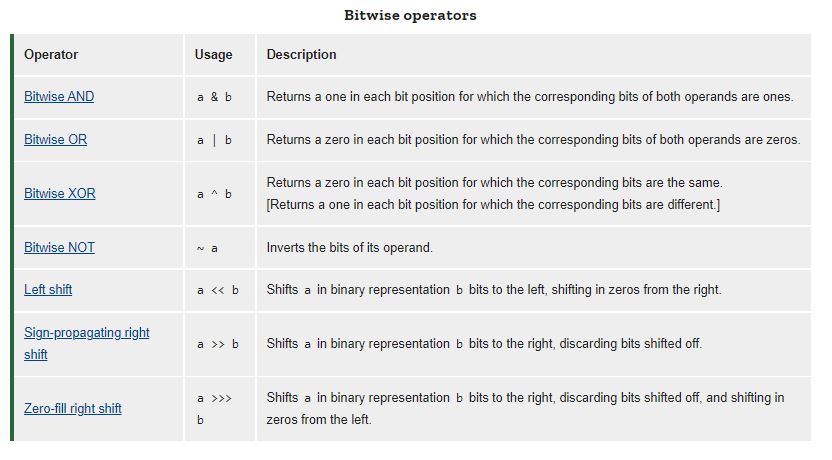 Bitwise operators
Operator Usage Description
Bitwise AND a & b Returns a one in each bit position for which the corresponding bits of both operands are ones.
Bitwise OR a | b Returns a zero in each bit position for which the corresponding bits of both operands are zeros.
Bitwise XOR a ^ b Returns a zero in each bit position for which the corresponding bits are the same.
[Returns a one in each bit position for which the corresponding bits are different.]
Bitwise NOT ~ a Inverts the bits of its operand.
Left shift a << b Shifts a in binary representation b bits to the left, shifting in zeros from the right.
Sign-propagating right
shift a >> b Shifts a in binary representation b bits to the right, discarding bits shifted off.
Zero-fill right shift a >>>
b Shifts a in binary representation b bits to the right, discarding bits shifted off, and shifting in
zeros from the left.